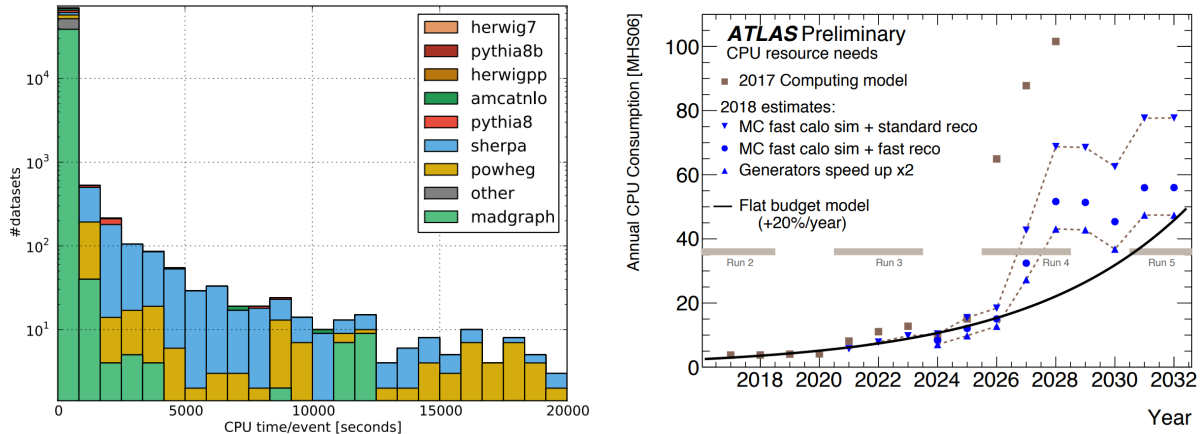 #datasets
10⁴
10³
10²
10¹
0
5000
10000
15000
20000
CPU time/event [seconds]
herwig7
pythia8b
herwigpp
amcatnlo
pythia8
sherpa
powheg
other
madgraph
Annual CPU Consumption [MHS06]
100
80
60
40
20
0
ATLAS Preliminary
CPU resource needs
2017 Computing model
2018 estimates:
MC fast calo sim + standard reco
MC fast calo sim + fast reco
Generators speed up x2
Flat budget model
(+20%/year)
Run 2
Run 3
Run 4
Run 5
2018
2020
2022
2024
2026
2028
2030
2032
Year